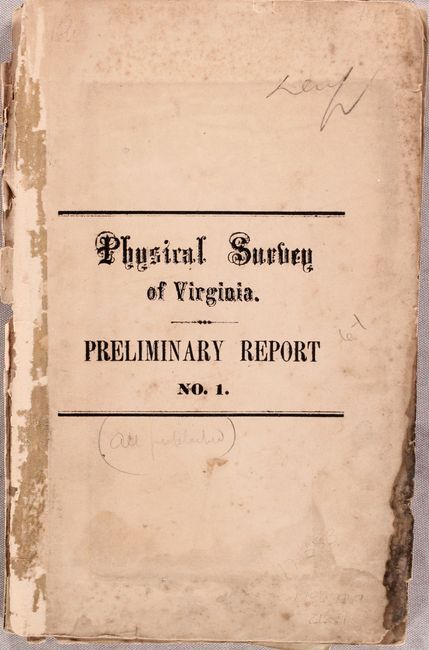 Physical Survey
of Virginia.
PRELIMINARY REPORT
NO. 1.
(All published)